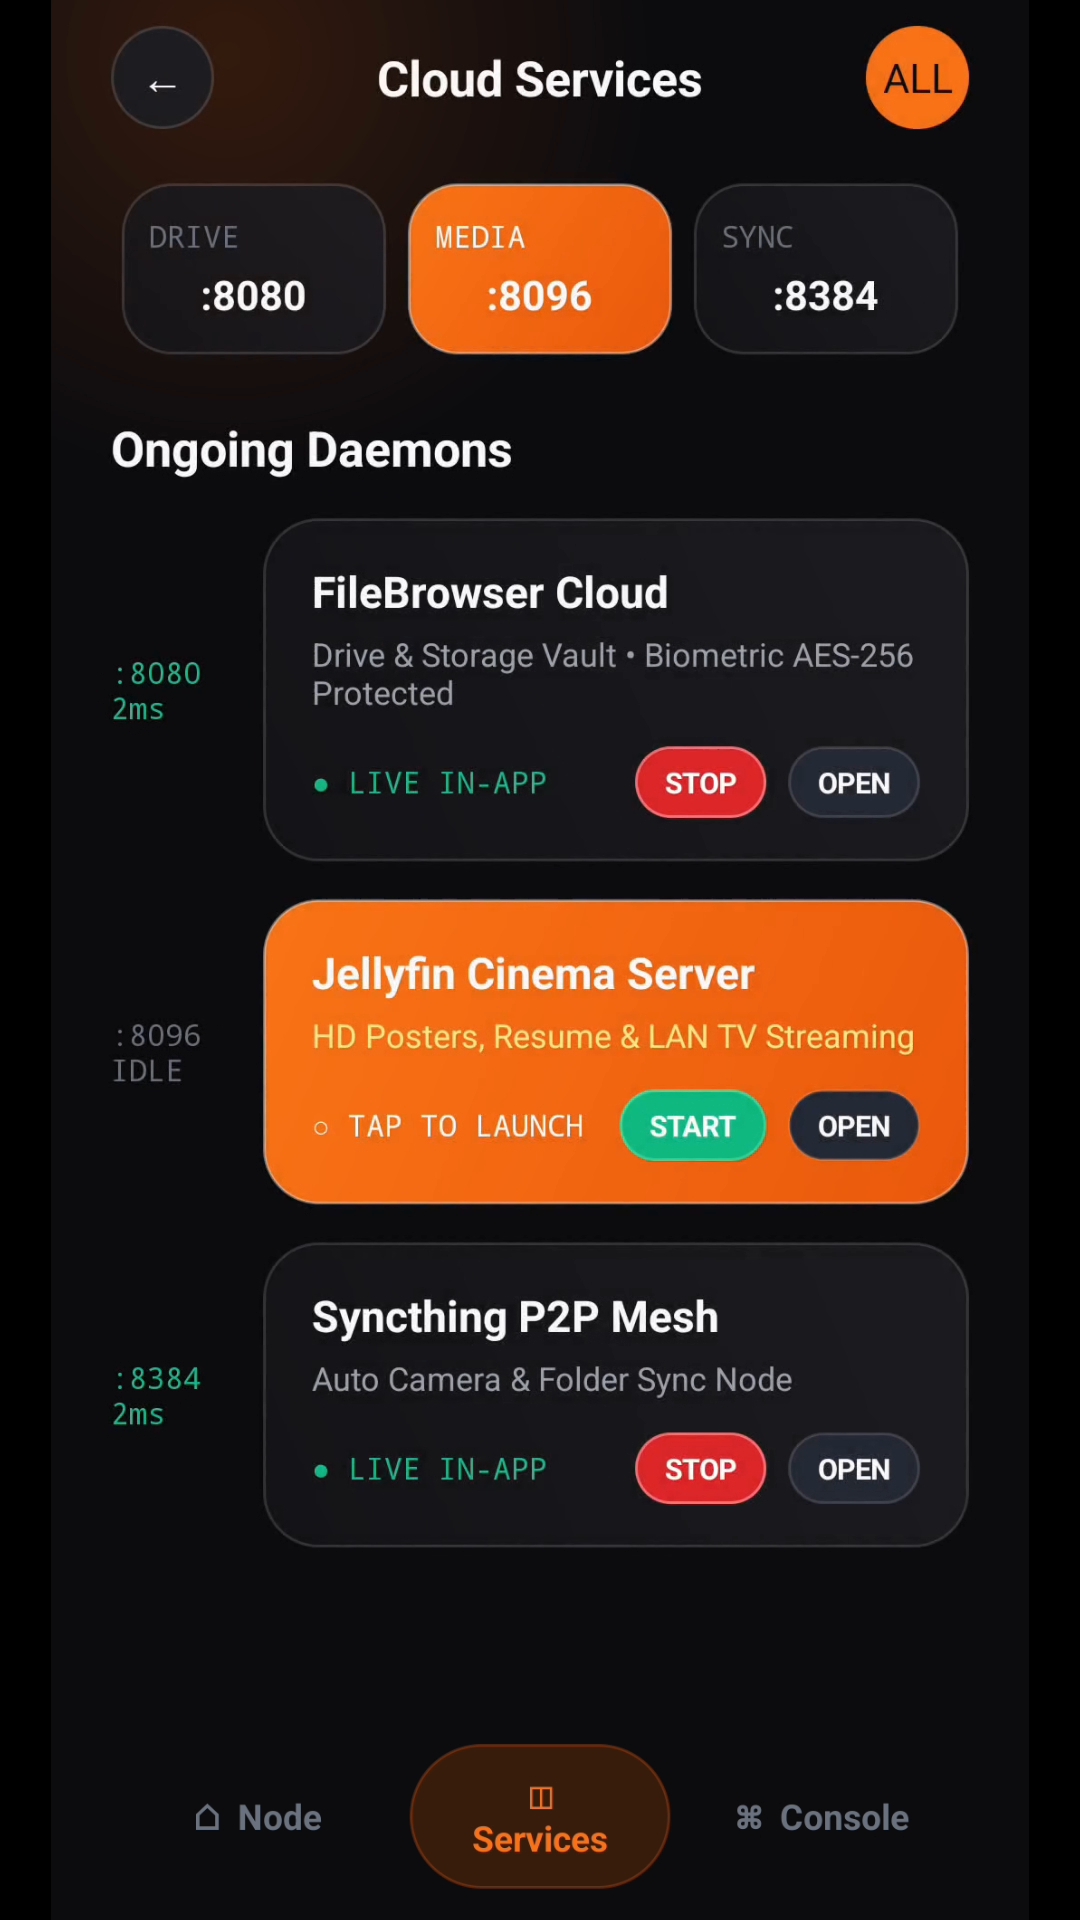 ←
Cloud Services
ALL
DRIVE
:8080
MEDIA
:8096
SYNC
:8384
Ongoing Daemons
FileBrowser Cloud
Drive & Storage Vault • Biometric AES-256
Protected
:8080
2ms
● LIVE IN-APP
STOP
OPEN
Jellyfin Cinema Server
HD Posters, Resume & LAN TV Streaming
:8096
IDLE
○ TAP TO LAUNCH
START
OPEN
Syncthing P2P Mesh
Auto Camera & Folder Sync Node
:8384
2ms
● LIVE IN-APP
STOP
OPEN
Node
Services
⌘ Console